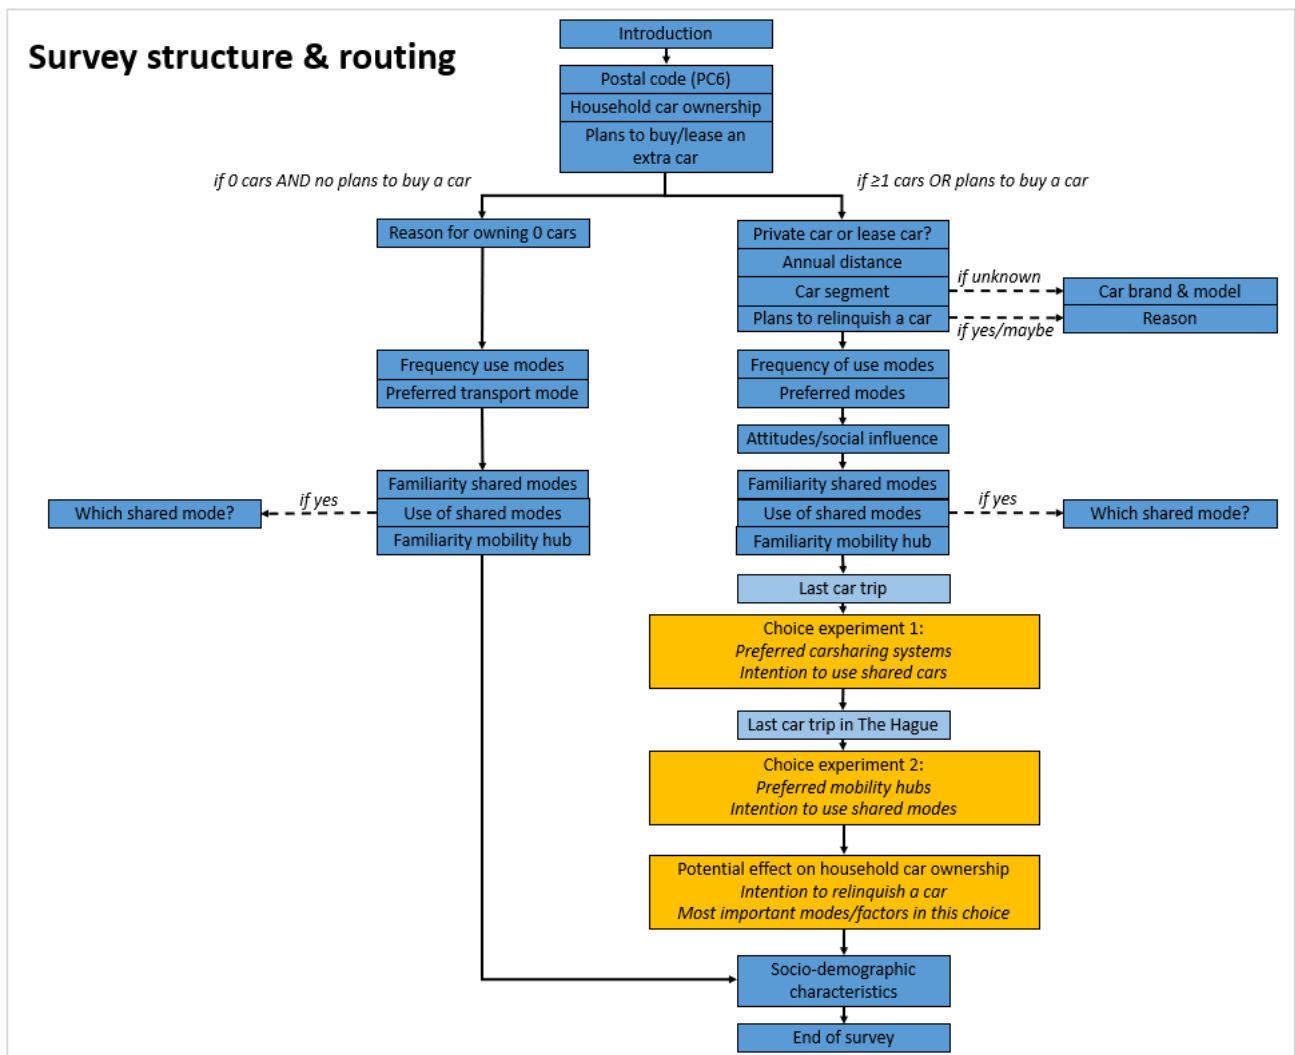 Survey structure & routing
Introduction
Postal code (PC6)
Household car ownership
Plans to buy/lease an
extra car
if 0 cars AND no plans to buy a car
if ≥1 cars OR plans to buy a car
Reason for owning 0 cars
Private car or lease car?
Annual distance
Car segment
if unknown
Car brand & model
Plans to relinquish a car
if yes/maybe
Reason
Frequency use modes
Preferred transport mode
Frequency of use modes
Preferred modes
Attitudes/social influence
Familiarity shared modes
Use of shared modes
Familiarity mobility hub
if yes
Which shared mode?
Familiarity shared modes
Use of shared modes
Familiarity mobility hub
if yes
Which shared mode?
Last car trip
Choice experiment 1:
Preferred carsharing systems
Intention to use shared cars
Last car trip in The Hague
Choice experiment 2:
Preferred mobility hubs
Intention to use shared modes
Potential effect on household car ownership
Intention to relinquish a car
Most important modes/factors in this choice
Socio-demographic
characteristics
End of survey